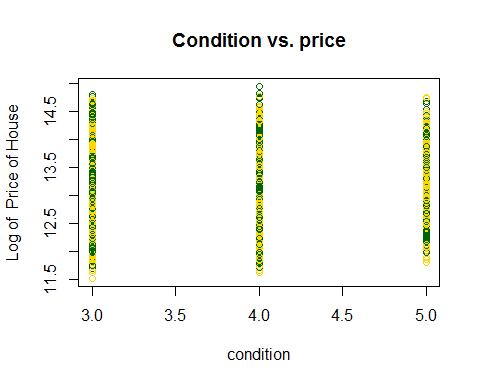 Condition vs. price
Log of Price of House
14.5
13.5
12.5
11.5
3.0 3.5 4.0 4.5 5.0
condition